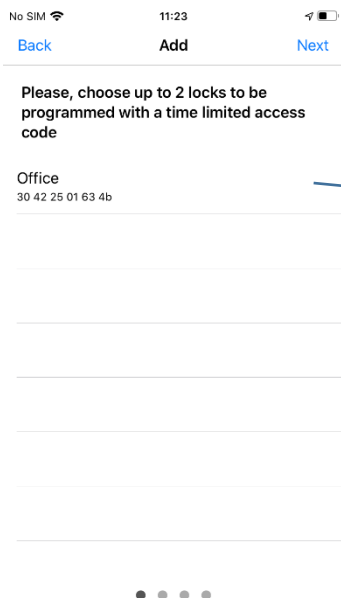 No SIM 11:23
Back Add Next
Please, choose up to 2 locks to be
programmed with a time limited access
code
Office
30 42 25 01 63 4b